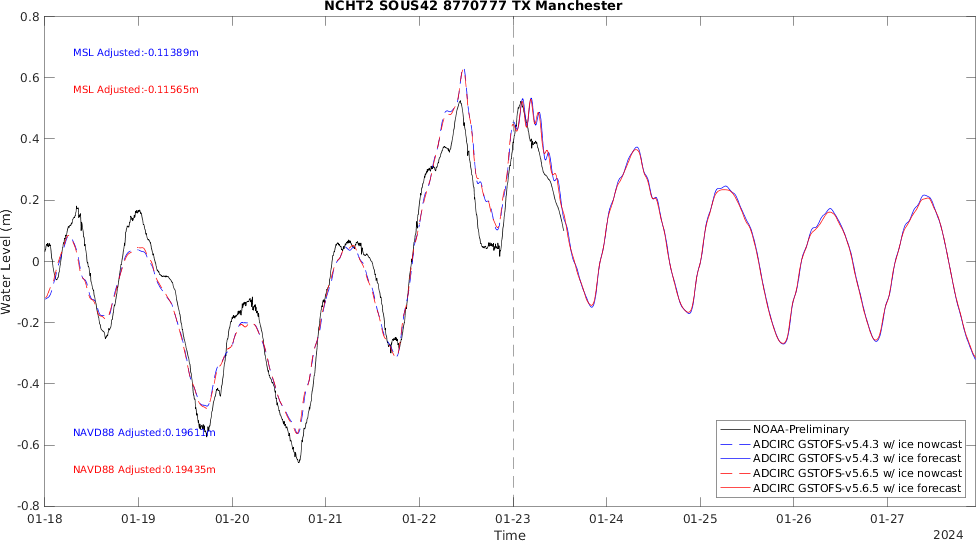 NCHT2 SOUS42 8770777 TX Manchester
0.8
0.6
0.4
0.2
0
-0.2
-0.4
-0.6
-0.8
Water Level (m)
MSL Adjusted:-0.11389m
MSL Adjusted:-0.11565m
NAVD88 Adjusted:0.19611m
NAVD88 Adjusted:0.19435m
NOAA-Preliminary
ADCIRC GSTOFS-v5.4.3 w/ ice nowcast
ADCIRC GSTOFS-v5.4.3 w/ ice forecast
ADCIRC GSTOFS-v5.6.5 w/ ice nowcast
ADCIRC GSTOFS-v5.6.5 w/ ice forecast
01-18 01-19 01-20 01-21 01-22 01-23 01-24 01-25 01-26 01-27
Time
2024